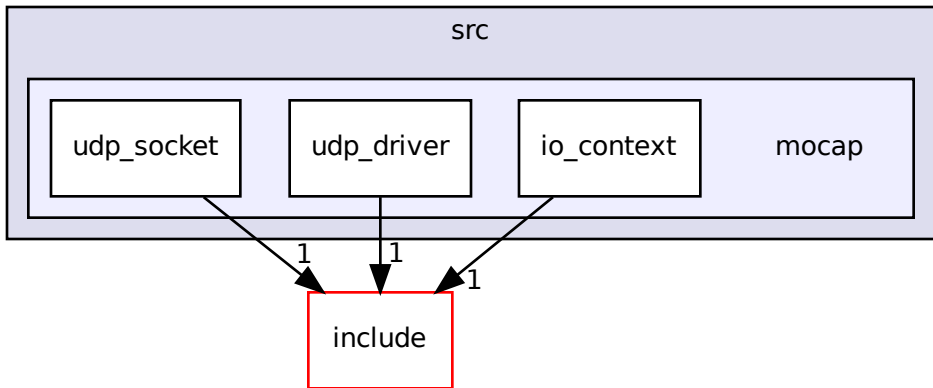 src
udp_socket
udp_driver
io_context
mocap
1
1
1
include